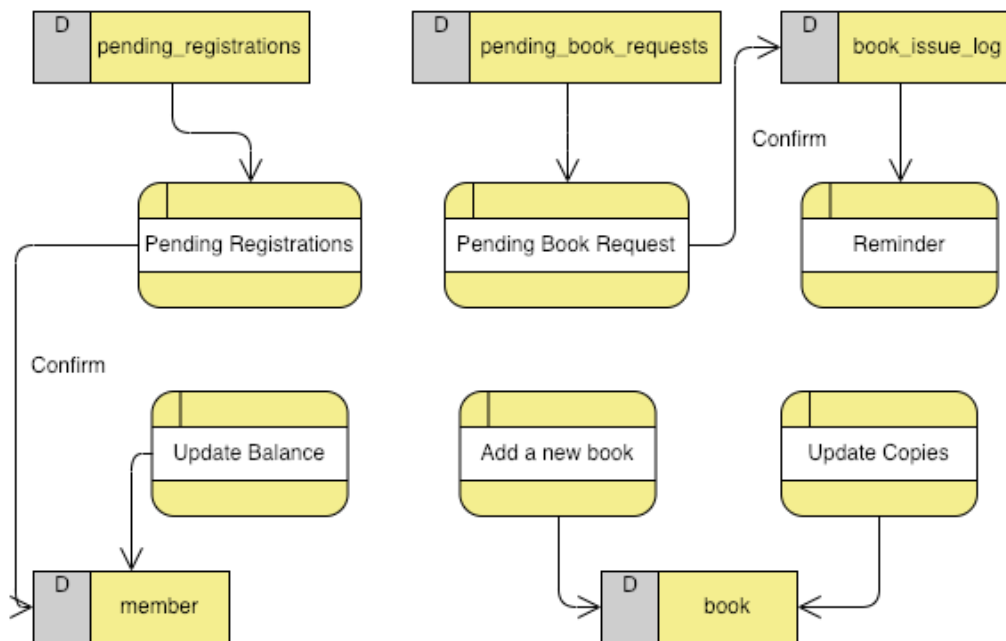 D
pending_registrations
D
pending_book_requests
D
book_issue_log
Confirm
Pending Registrations
Pending Book Request
Reminder
Confirm
Update Balance
Add a new book
Update Copies
D
member
D
book